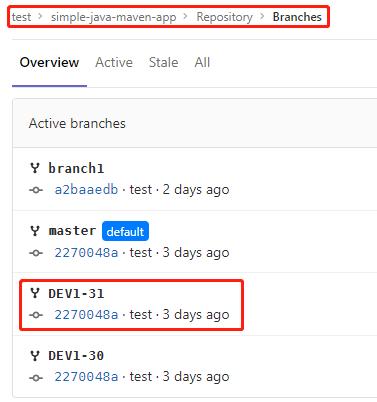 test > simple-java-maven-app > Repository > Branches
Overview Active Stale All
Active branches
branch1
a2baaedb · test · 2 days ago
master default
2270048a · test · 3 days ago
DEV1-31
2270048a · test · 3 days ago
DEV1-30
2270048a · test · 3 days ago